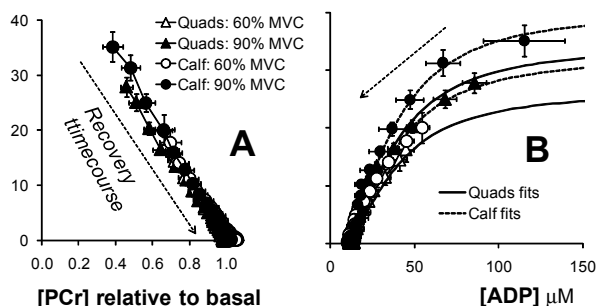 40
30
20
10
0
Quads: 60% MVC
Quads: 90% MVC
Calf: 60% MVC
Calf: 90% MVC
A
Recovery
ttimecourse
0.0 0.2 0.4 0.6 0.8 1.0
[PCr] relative to basal
B
Quads fits
Calf fits
0 50 100 150
[ADP] μM